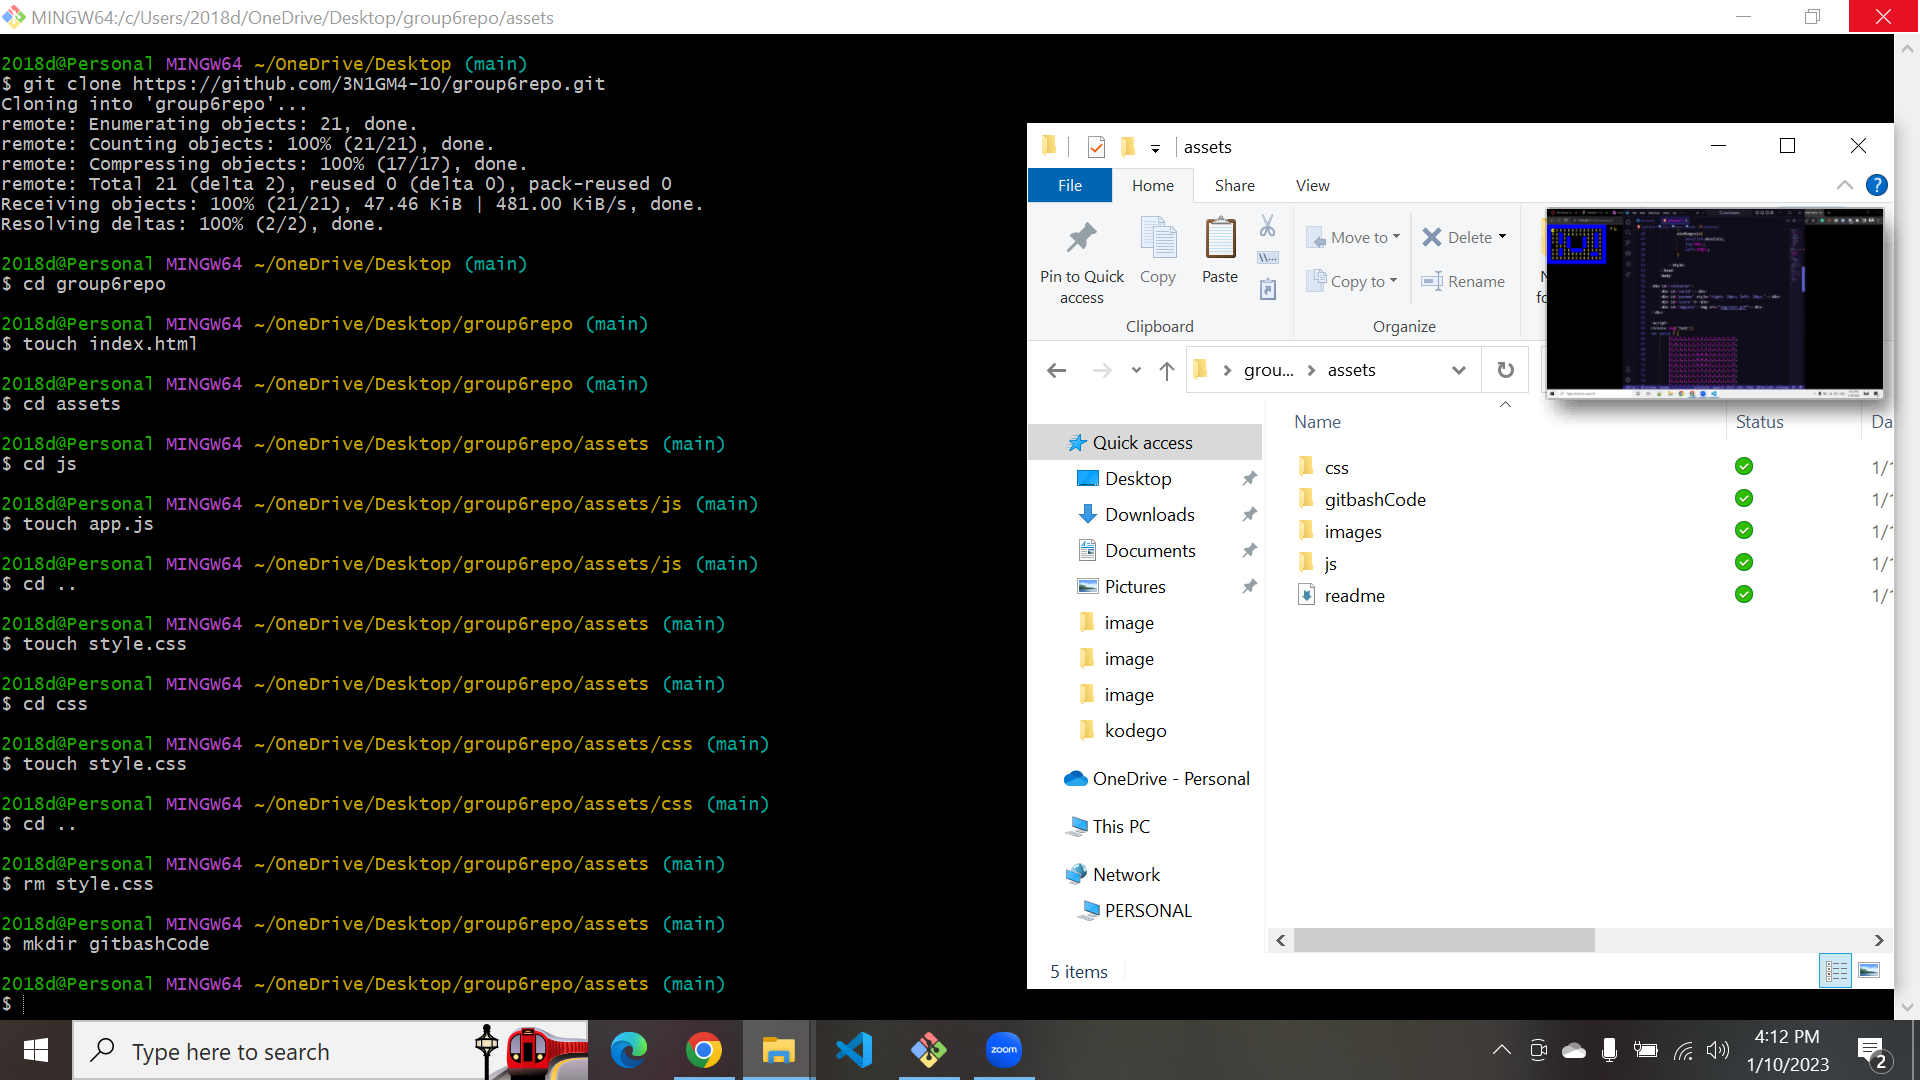 MINGW64:/c/Users/2018d/OneDrive/Desktop/group6repo/assets
2018d@Personal MINGW64 ~/OneDrive/Desktop (main)
$ git clone https://github.com/3N1GM4-10/group6repo.git
Cloning into 'group6repo'...
remote: Enumerating objects: 21, done.
remote: Counting objects: 100% (21/21), done.
remote: Compressing objects: 100% (17/17), done.
remote: Total 21 (delta 2), reused 0 (delta 0), pack-reused 0
Receiving objects: 100% (21/21), 47.46 KiB | 481.00 KiB/s, done.
Resolving deltas: 100% (2/2), done.
2018d@Personal MINGW64 ~/OneDrive/Desktop (main)
$ cd group6repo
2018d@Personal MINGW64 ~/OneDrive/Desktop/group6repo (main)
$ touch index.html
2018d@Personal MINGW64 ~/OneDrive/Desktop/group6repo (main)
$ cd assets
2018d@Personal MINGW64 ~/OneDrive/Desktop/group6repo/assets (main)
$ cd js
2018d@Personal MINGW64 ~/OneDrive/Desktop/group6repo/assets/js (main)
$ touch app.js
2018d@Personal MINGW64 ~/OneDrive/Desktop/group6repo/assets/js (main)
$ cd ..
2018d@Personal MINGW64 ~/OneDrive/Desktop/group6repo/assets (main)
$ touch style.css
2018d@Personal MINGW64 ~/OneDrive/Desktop/group6repo/assets (main)
$ cd css
2018d@Personal MINGW64 ~/OneDrive/Desktop/group6repo/assets/css (main)
$ touch style.css
2018d@Personal MINGW64 ~/OneDrive/Desktop/group6repo/assets/css (main)
$ cd ..
2018d@Personal MINGW64 ~/OneDrive/Desktop/group6repo/assets (main)
$ rm style.css
2018d@Personal MINGW64 ~/OneDrive/Desktop/group6repo/assets (main)
$ mkdir gitbashCode
2018d@Personal MINGW64 ~/OneDrive/Desktop/group6repo/assets (main)
$
assets
File Home Share View
Pin to Quick access
Copy
Paste
Move to
Copy to
Delete
Rename
Clipboard
Organize
grou... assets
Name Status Da
Quick access
Desktop
Downloads
Documents
Pictures
image
image
image
kodego
OneDrive - Personal
This PC
Network
PERSONAL
css 1/1
gitbashCode 1/1
images 1/1
js 1/1
readme 1/1
5 items
Type here to search
zoom
4:12 PM
1/10/2023
2